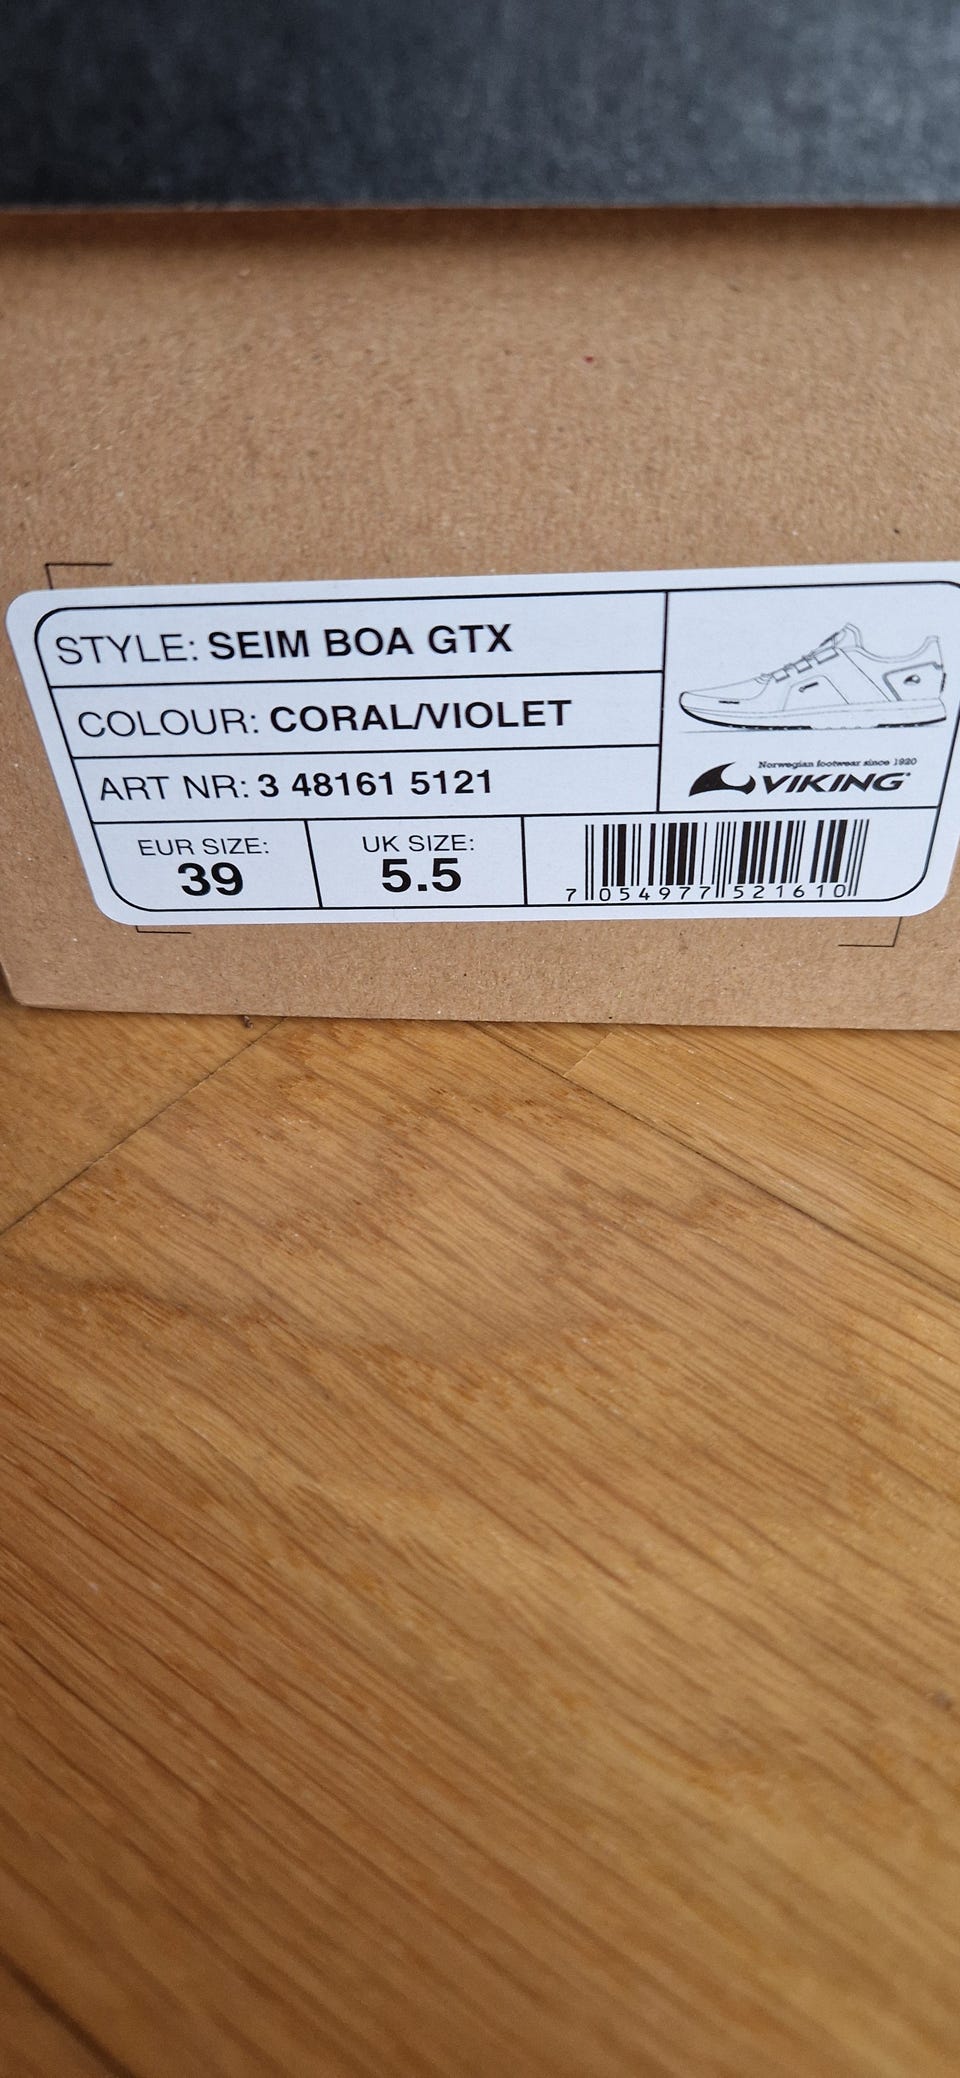 STYLE: SEIM BOA GTX
COLOUR: CORAL/VIOLET
ART NR: 3 48161 5121
Norwegian footwear since 1920
VIKING
EUR SIZE:
39
UK SIZE:
5.5
7 054977 521610